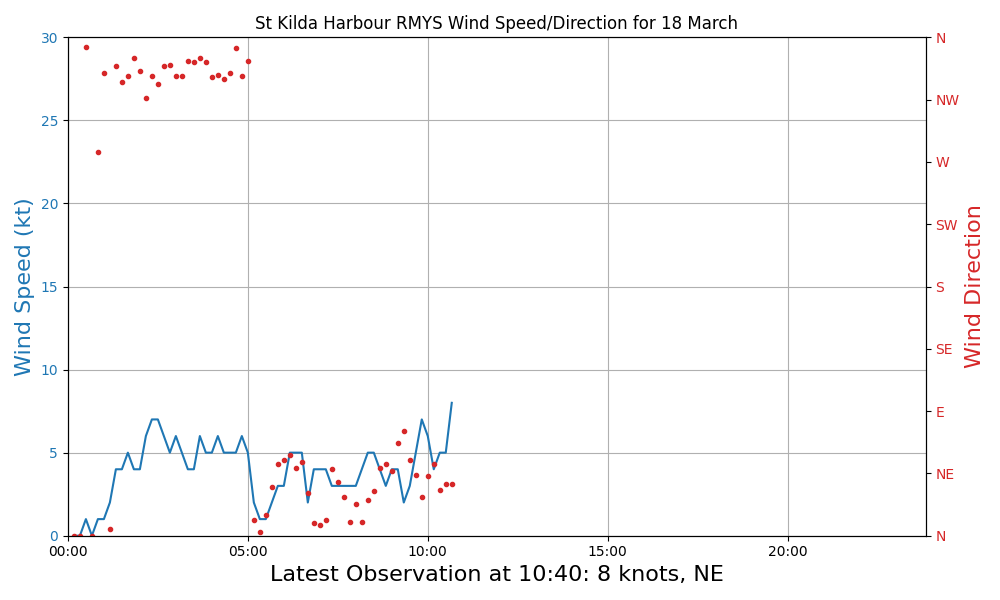 St Kilda Harbour RMYS Wind Speed/Direction for 18 March
30
25
20
15
10
5
0
Wind Speed (kt)
N
NW
W
SW
S
SE
E
NE
N
Wind Direction
00:00
05:00
10:00
15:00
20:00
Latest Observation at 10:40: 8 knots, NE